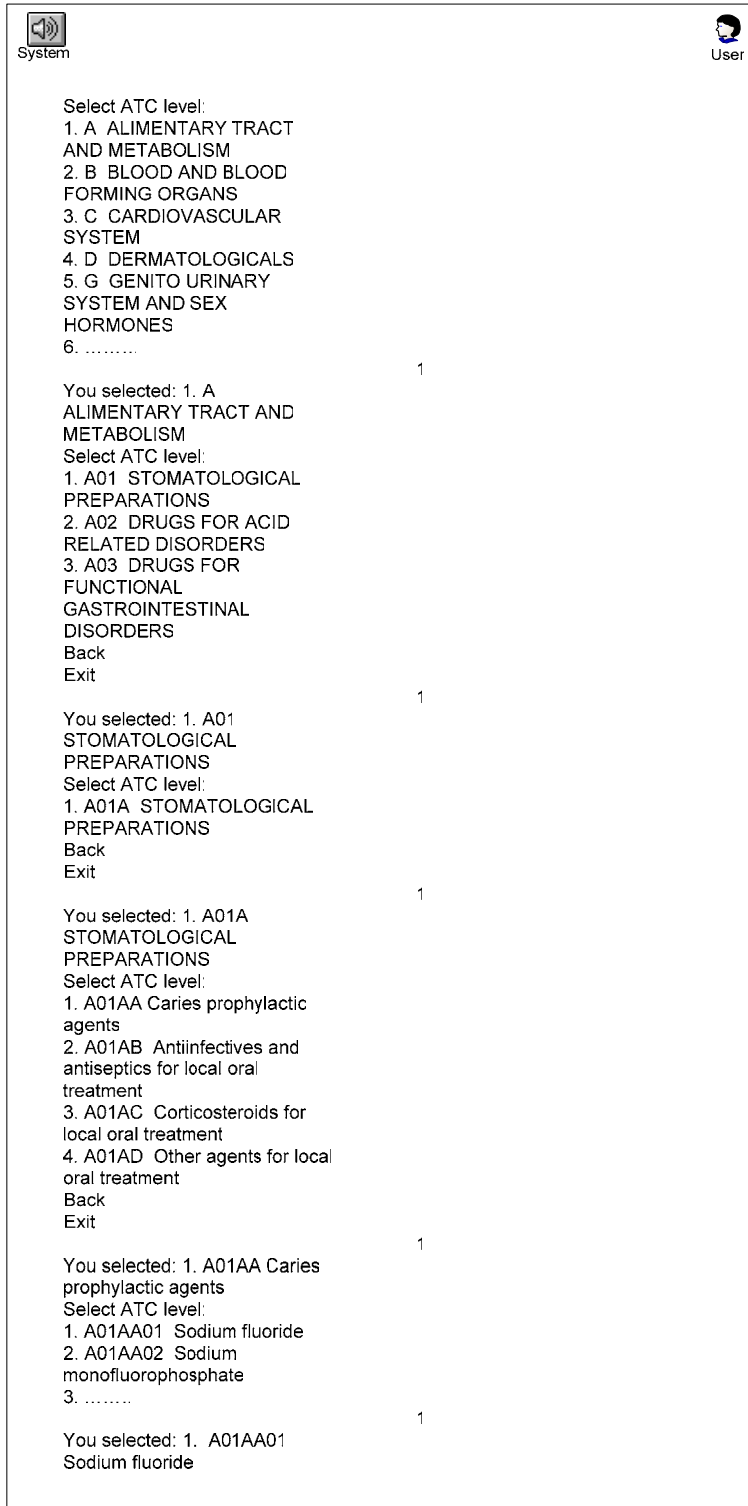 System
User
Select ATC level:
1. A ALIMENTARY TRACT
AND METABOLISM
2. B BLOOD AND BLOOD
FORMING ORGANS
3. C CARDIOVASCULAR
SYSTEM
4. D DERMATOLOGICALS
5. G GENITO URINARY
SYSTEM AND SEX
HORMONES
6. .........
1
You selected: 1. A
ALIMENTARY TRACT AND
METABOLISM
Select ATC level:
1. A01 STOMATOLOGICAL
PREPARATIONS
2. A02 DRUGS FOR ACID
RELATED DISORDERS
3. A03 DRUGS FOR
FUNCTIONAL
GASTROINTESTINAL
DISORDERS
Back
Exit
1
You selected: 1. A01
STOMATOLOGICAL
PREPARATIONS
Select ATC level:
1. A01A STOMATOLOGICAL
PREPARATIONS
Back
Exit
1
You selected: 1. A01A
STOMATOLOGICAL
PREPARATIONS
Select ATC level:
1. A01AA Caries prophylactic
agents
2. A01AB Antiinfectives and
antiseptics for local oral
treatment
3. A01AC Corticosteroids for
local oral treatment
4. A01AD Other agents for local
oral treatment
Back
Exit
1
You selected: 1. A01AA Caries
prophylactic agents
Select ATC level:
1. A01AA01 Sodium fluoride
2. A01AA02 Sodium
monofluorophosphate
3. ........
1
You selected: 1. A01AA01
Sodium fluoride